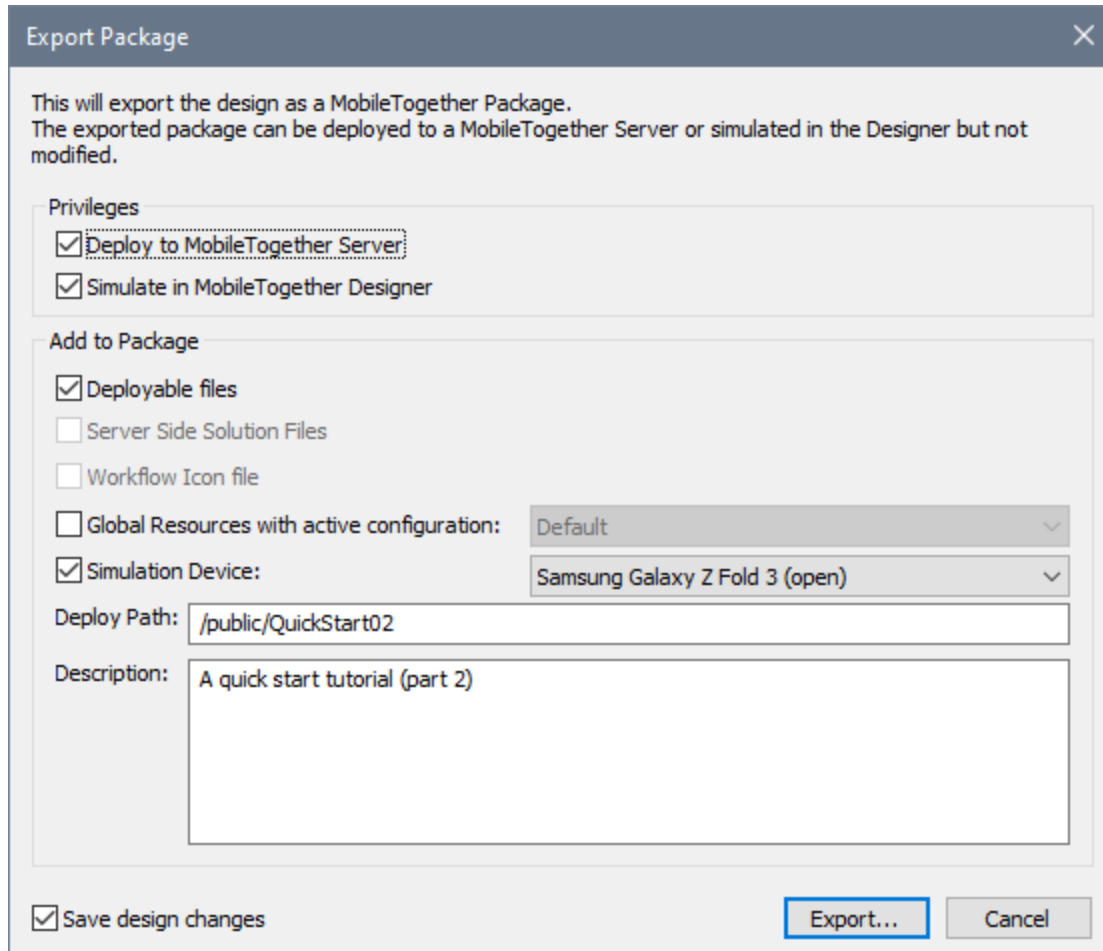 Export Package
This will export the design as a MobileTogether Package.
The exported package can be deployed to a MobileTogether Server or simulated in the Designer but not
modified.
Privileges
Deploy to MobileTogether Server
Simulate in MobileTogether Designer
Add to Package
Deployable files
Server Side Solution Files
Workflow Icon file
Global Resources with active configuration: Default
Simulation Device: Samsung Galaxy Z Fold 3 (open)
Deploy Path: /public/QuickStart02
Description: A quick start tutorial (part 2)
Save design changes Export... Cancel